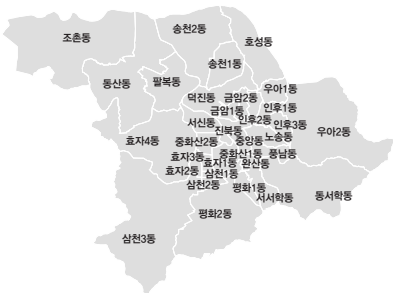 송천2동
조촌동
호성동
송천1동
동산동
팔복동
우아1동
덕진동
금암2동
인후1동
금암1동
인후2동
서신동
인후3동
진북동
우아2동
노송동
효자4동
중화산2동
중앙동
중화산1동
풍남동
효자3동
효자1동
완산동
효자2동
삼천1동
삼천2동
평화1동
서서학동
동서학동
평화2동
삼천3동